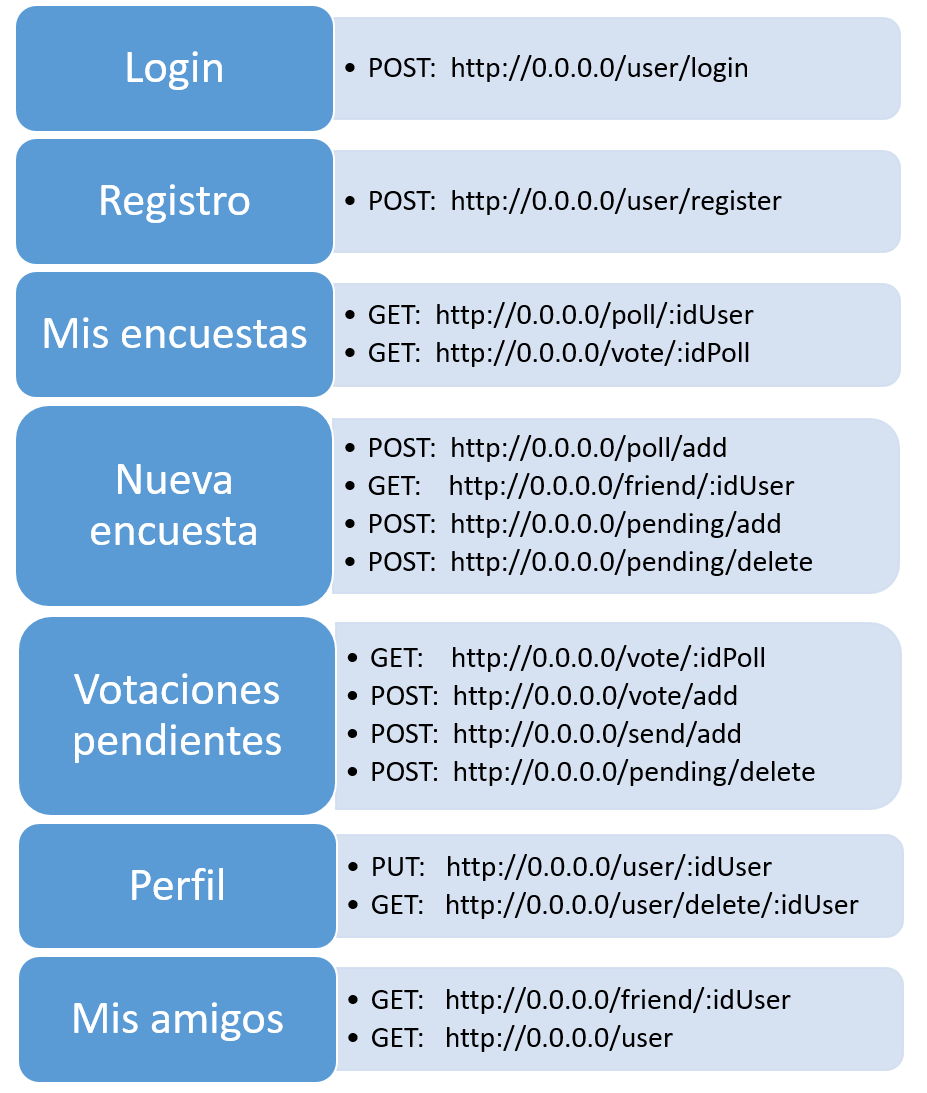 Login
• POST: http://0.0.0.0/user/login
Registro
• POST: http://0.0.0.0/user/register
Mis encuestas
• GET: http://0.0.0.0/poll/:idUser
• GET: http://0.0.0.0/vote/:idPoll
Nueva
encuesta
• POST: http://0.0.0.0/poll/add
• GET: http://0.0.0.0/friend/:idUser
• POST: http://0.0.0.0/pending/add
• POST: http://0.0.0.0/pending/delete
Votaciones
pendientes
• GET: http://0.0.0.0/vote/:idPoll
• POST: http://0.0.0.0/vote/add
• POST: http://0.0.0.0/send/add
• POST: http://0.0.0.0/pending/delete
Perfil
• PUT: http://0.0.0.0/user/:idUser
• GET: http://0.0.0.0/user/delete/:idUser
Mis amigos
• GET: http://0.0.0.0/friend/:idUser
• GET: http://0.0.0.0/user